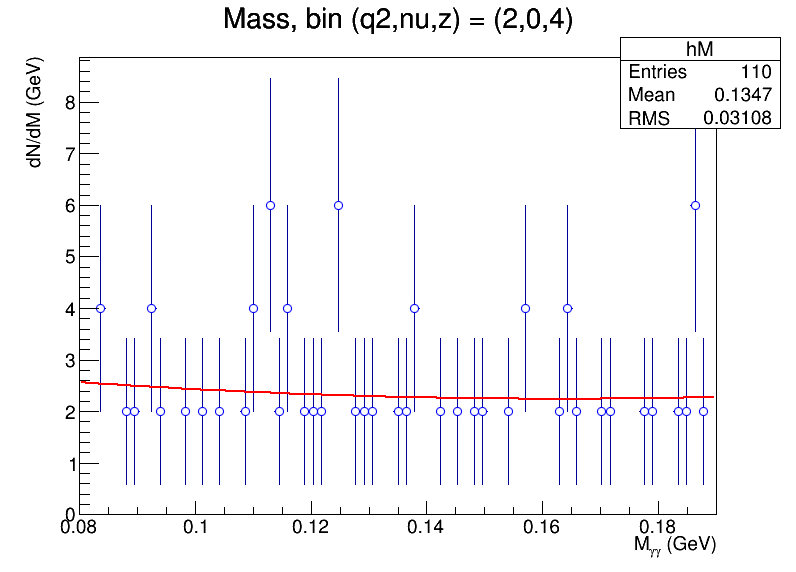 Mass, bin (q2,nu,z) = (2,0,4)
hM
Entries 110
Mean 0.1347
RMS 0.03108
dN/dM (GeV)
8
7
6
5
4
3
2
1
0
0.08 0.1 0.12 0.14 0.16 0.18
Mγγ (GeV)